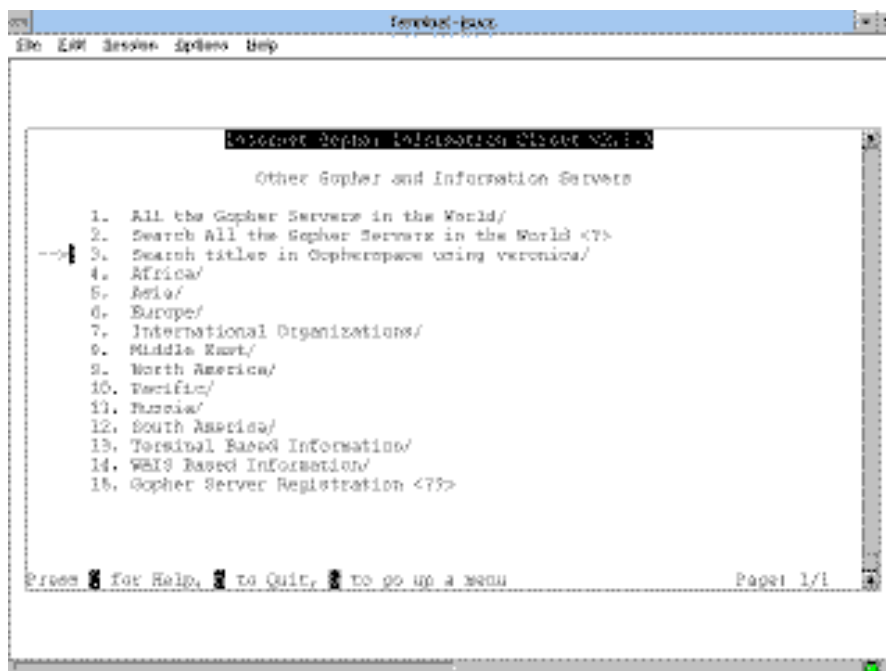 File Edit Session Options Help
Internet Gopher Information Client
Other Gopher and Information Servers
1. All the Gopher Servers in the World/
2. Search All the Gopher Servers in the World <?>
--> 3. Search titles in Gopherspace using veronica/
4. Africa/
5. Asia/
6. Europe/
7. International Organizations/
8. Middle East/
9. North America/
10. Pacific/
11. Russia/
12. South America/
13. Terminal Based Information/
14. WAIS Based Information/
15. Gopher Server Registration <??>
Press for Help, to Quit, to go up a menu Page: 1/1